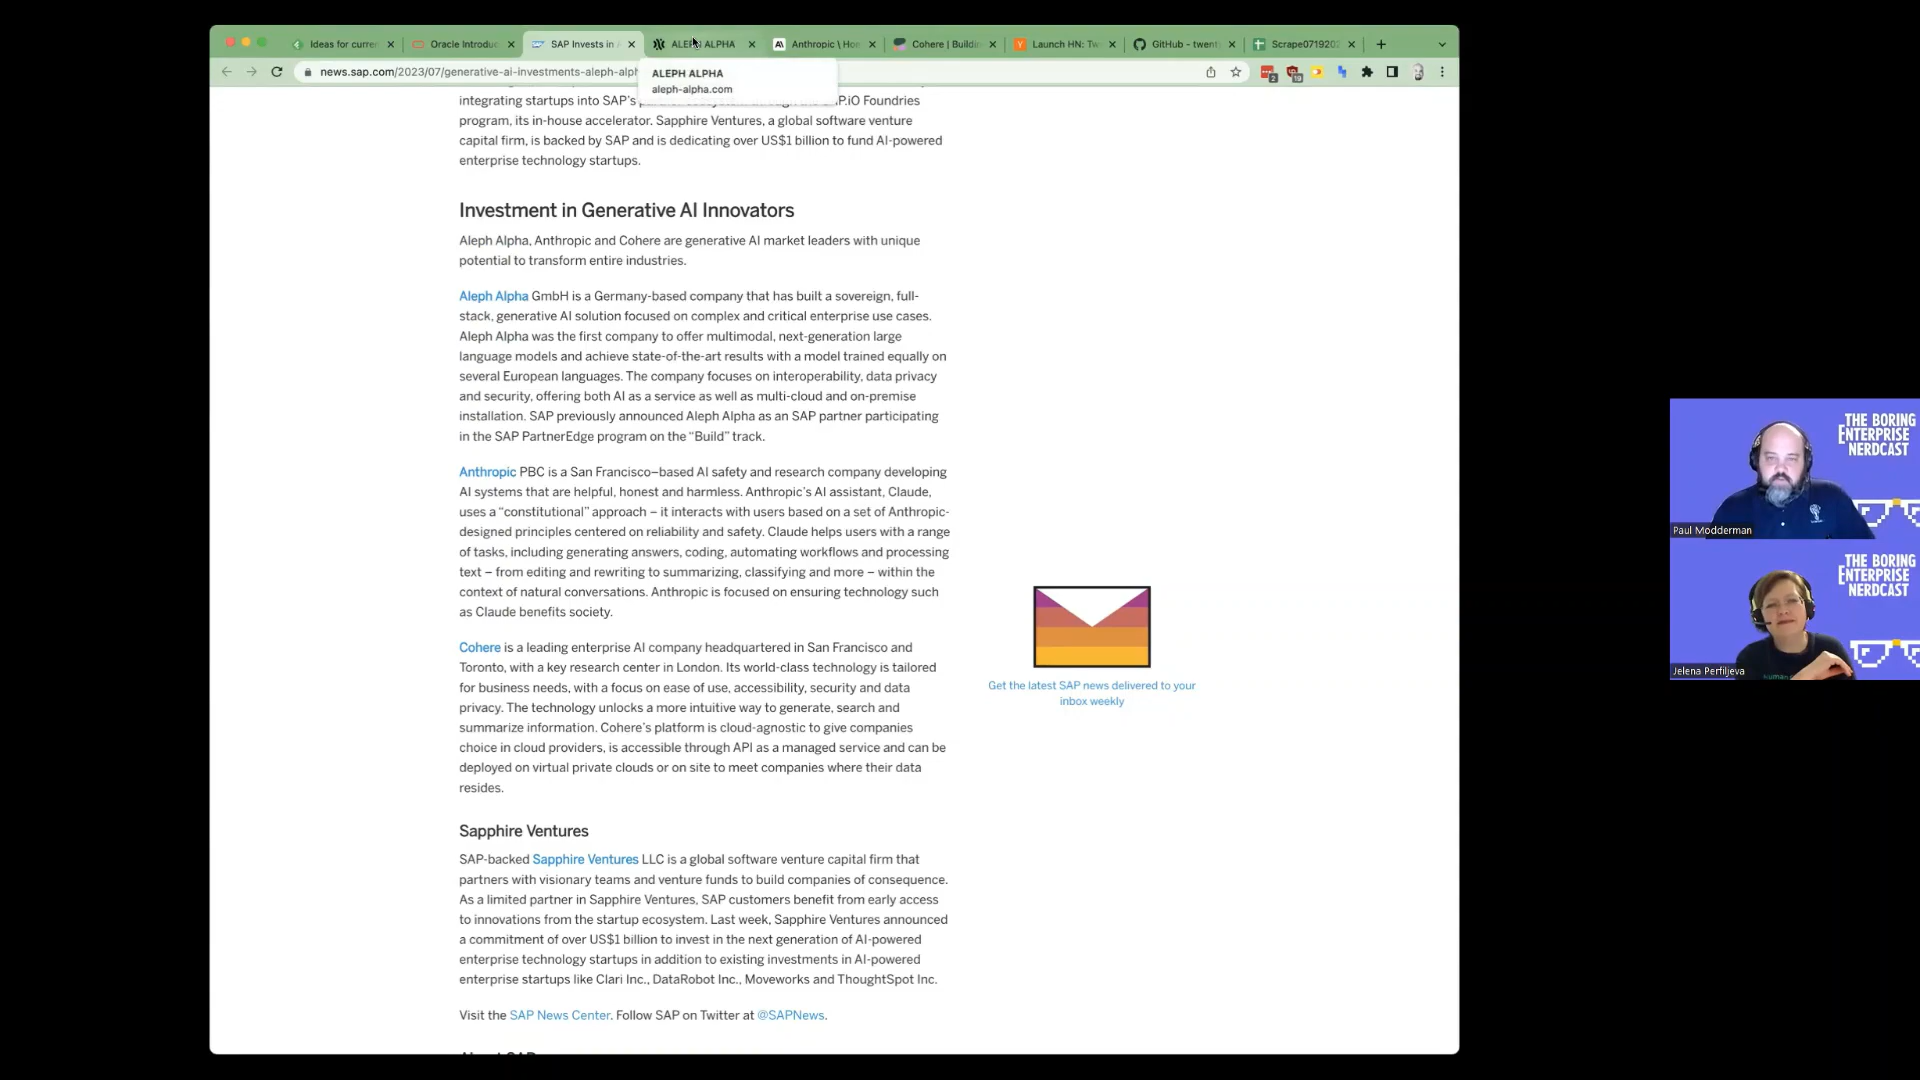 Ideas for curren
Oracle Introduc
SAP Invests in
ALEPH ALPHA
Anthropic \ Ho
Cohere | Buildi
Launch HN: Tw
GitHub - twent
Scrape0719202
news.sap.com/2023/07/generative-ai-investments-aleph-alph
ALEPH ALPHA
aleph-alpha.com
integrating startups into SAP's
.iO Foundries
program, its in-house accelerator. Sapphire Ventures, a global software venture
capital firm, is backed by SAP and is dedicating over US$1 billion to fund AI-powered
enterprise technology startups.
Investment in Generative AI Innovators
Aleph Alpha, Anthropic and Cohere are generative AI market leaders with unique
potential to transform entire industries.
Aleph Alpha GmbH is a Germany-based company that has built a sovereign, full-
stack, generative AI solution focused on complex and critical enterprise use cases.
Aleph Alpha was the first company to offer multimodal, next-generation large
language models and achieve state-of-the-art results with a model trained equally on
several European languages. The company focuses on interoperability, data privacy
and security, offering both AI as a service as well as multi-cloud and on-premise
installation. SAP previously announced Aleph Alpha as an SAP partner participating
in the SAP PartnerEdge program on the “Build” track.
Anthropic PBC is a San Francisco–based AI safety and research company developing
AI systems that are helpful, honest and harmless. Anthropic's AI assistant, Claude,
uses a “constitutional” approach – it interacts with users based on a set of Anthropic-
designed principles centered on reliability and safety. Claude helps users with a range
of tasks, including generating answers, coding, automating workflows and processing
text – from editing and rewriting to summarizing, classifying and more – within the
context of natural conversations. Anthropic is focused on ensuring technology such
as Claude benefits society.
Cohere is a leading enterprise AI company headquartered in San Francisco and
Toronto, with a key research center in London. Its world-class technology is tailored
for business needs, with a focus on ease of use, accessibility, security and data
privacy. The technology unlocks a more intuitive way to generate, search and
summarize information. Cohere's platform is cloud-agnostic to give companies
choice in cloud providers, is accessible through API as a managed service and can be
deployed on virtual private clouds or on site to meet companies where their data
resides.
Get the latest SAP news delivered to your
inbox weekly
Sapphire Ventures
SAP-backed Sapphire Ventures LLC is a global software venture capital firm that
partners with visionary teams and venture funds to build companies of consequence.
As a limited partner in Sapphire Ventures, SAP customers benefit from early access
to innovations from the startup ecosystem. Last week, Sapphire Ventures announced
a commitment of over US$1 billion to invest in the next generation of AI-powered
enterprise technology startups in addition to existing investments in AI-powered
enterprise startups like Clari Inc., DataRobot Inc., Moveworks and ThoughtSpot Inc.
Visit the SAP News Center. Follow SAP on Twitter at @SAPNews.
THE BORING
ENTERPRISE
NERDCAST
Paul Modderman
THE BORING
ENTERPRISE
NERDCAST
Jelena Perfiljeva